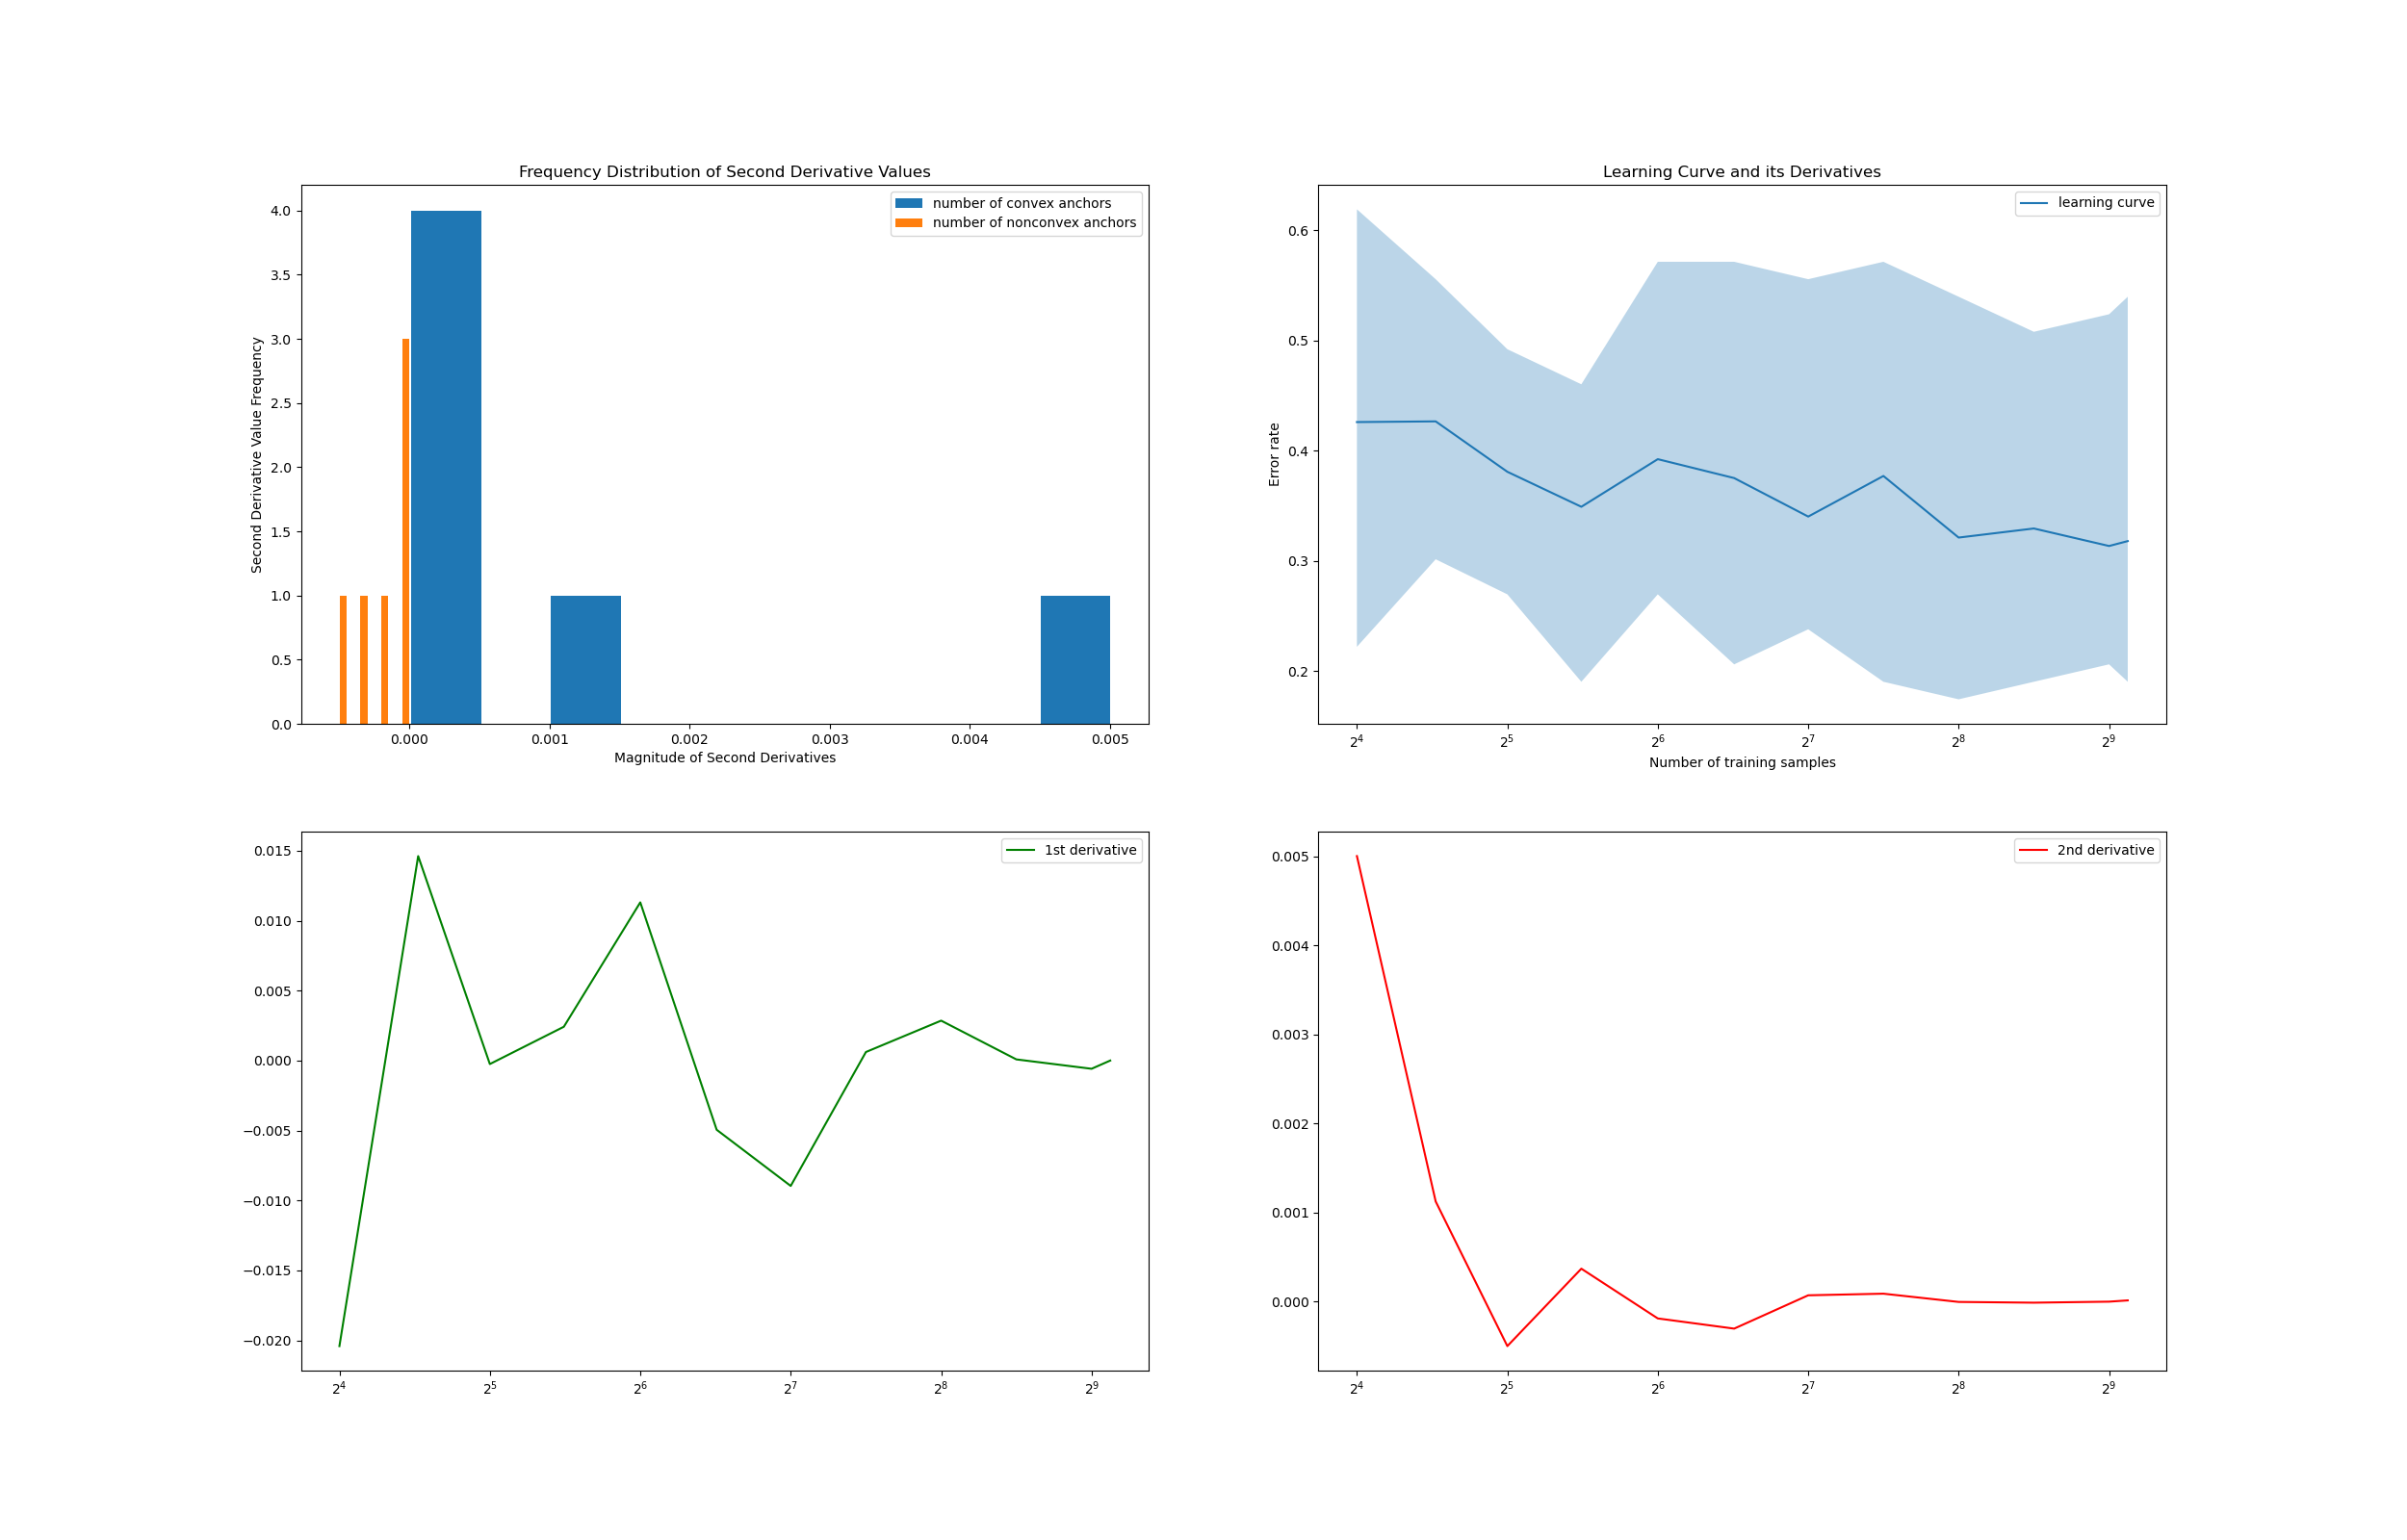 Frequency Distribution of Second Derivative Values
number of convex anchors
number of nonconvex anchors
Second Derivative Value Frequency
4.0
3.5
3.0
2.5
2.0
1.5
1.0
0.5
0.0
0.000 0.001 0.002 0.003 0.004 0.005
Magnitude of Second Derivatives
Learning Curve and its Derivatives
learning curve
Error rate
0.6
0.5
0.4
0.3
0.2
2⁴ 2⁵ 2⁶ 2⁷ 2⁸ 2⁹
Number of training samples
1st derivative
0.015
0.010
0.005
0.000
−0.005
−0.010
−0.015
−0.020
2⁴ 2⁵ 2⁶ 2⁷ 2⁸ 2⁹
2nd derivative
0.005
0.004
0.003
0.002
0.001
0.000
2⁴ 2⁵ 2⁶ 2⁷ 2⁸ 2⁹